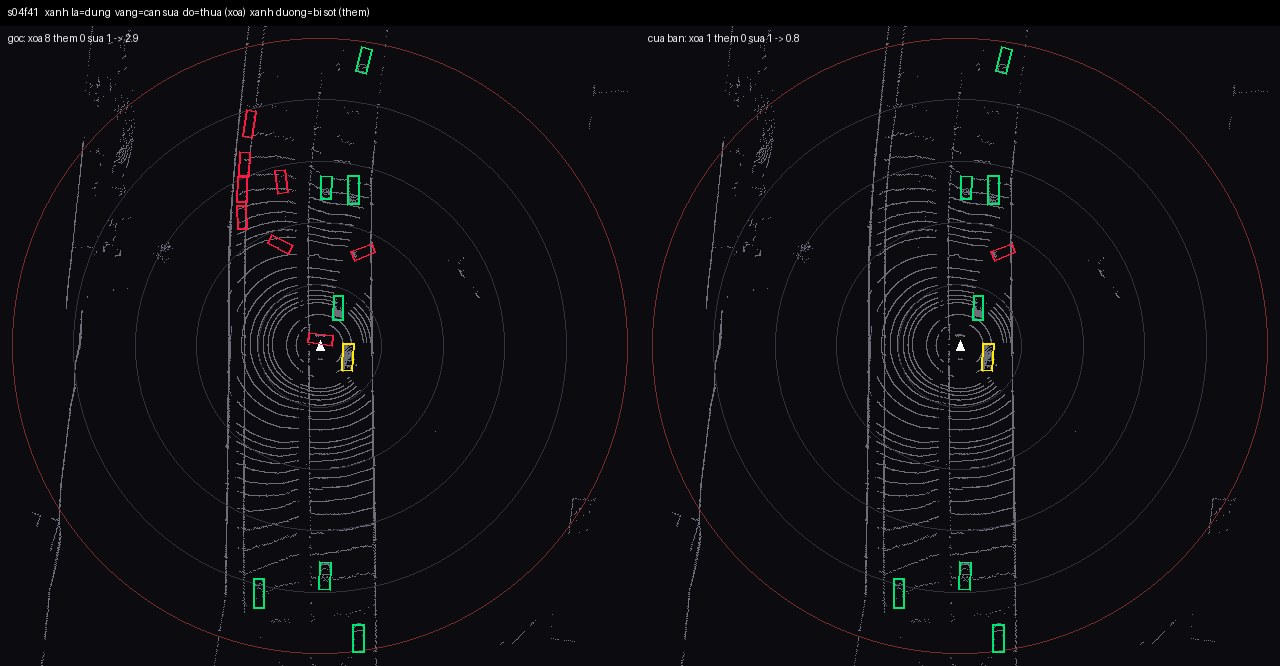 s04f41 xanh la=dung vang=can sua do=thua (xoa) xanh duong=bi sot (them)
goc: xoa 8 them 0 sua 1 -> 2.9
cua ban: xoa 1 them 0 sua 1 -> 0.8